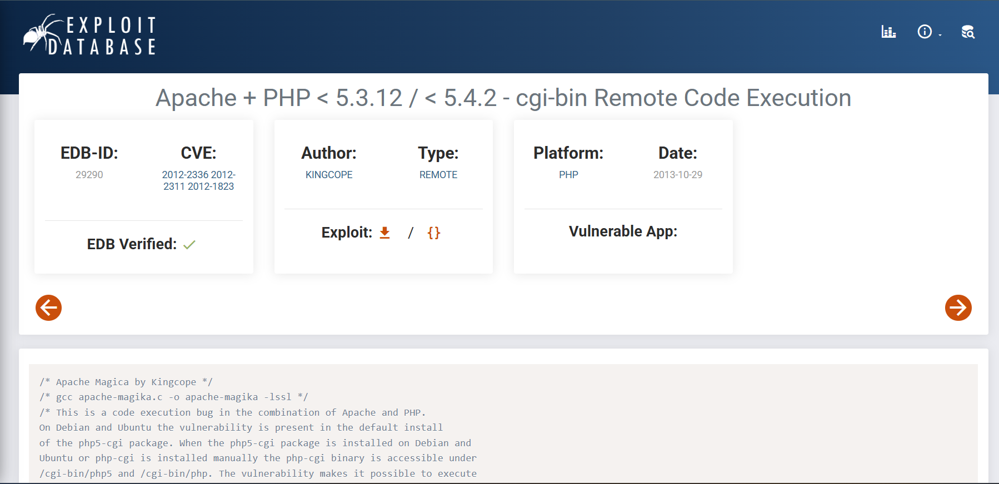 EXPLOIT
DATABASE
Apache + PHP < 5.3.12 / < 5.4.2 - cgi-bin Remote Code Execution
EDB-ID:
29290
CVE:
2012-2336 2012-
2311 2012-1823
EDB Verified:
Author:
KINGCOPE
Type:
REMOTE
Exploit: / {}
Platform:
PHP
Date:
2013-10-29
Vulnerable App:
/* Apache Magica by Kingcope */
/* gcc apache-magika.c -o apache-magika -lssl */
/* This is a code execution bug in the combination of Apache and PHP.
On Debian and Ubuntu the vulnerability is present in the default install
of the php5-cgi package. When the php5-cgi package is installed on Debian and
Ubuntu or php-cgi is installed manually the php-cgi binary is accessible under
/cgi-bin/php5 and /cgi-bin/php. The vulnerability makes it possible to execute